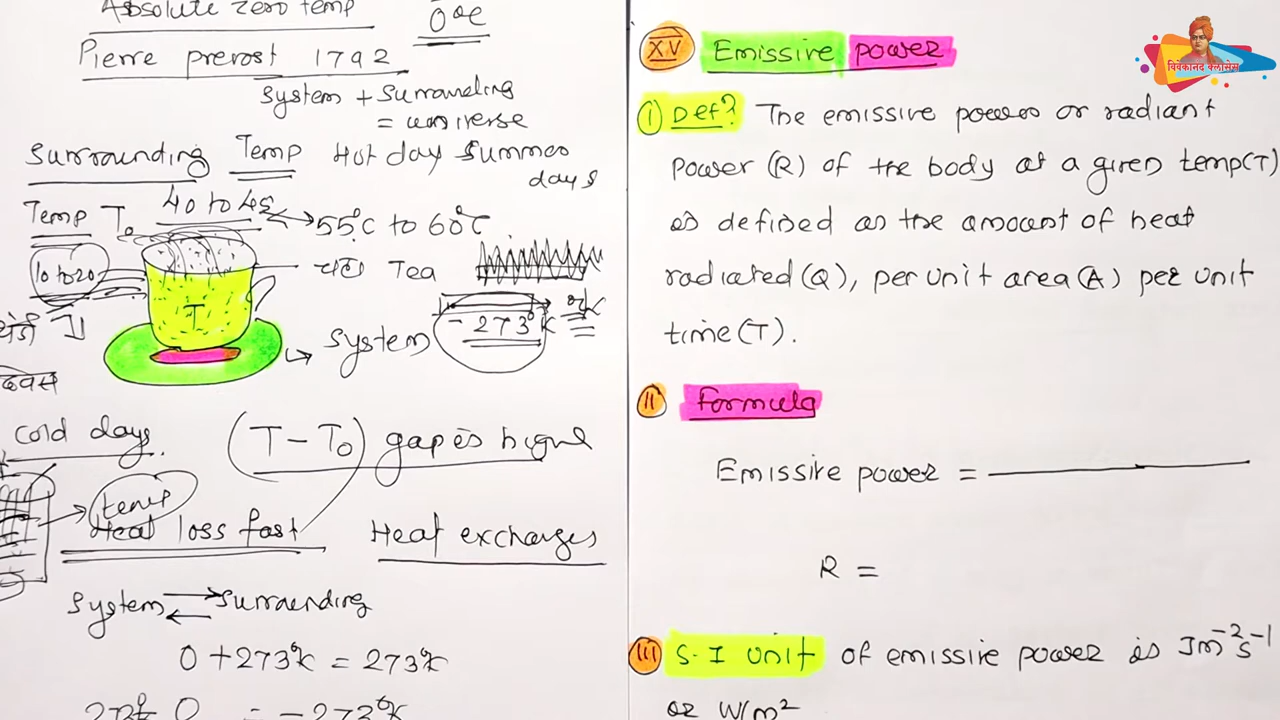 Absolute zero temp 0°C
Pierre prevost 1792
System + Surrounding
= universe
Surrounding Temp Hot day Summer
days
Temp T₀ 40 to 45 55°C to 60°C
10 to 20 Tea
T
System -273°K
दिवस
Cold days. (T - T₀) gap is
temp
Heat loss fast Heat exchanges
System Surrounding
0 + 273°K = 273°K
= -273°K
XV Emissive power
विवेकानंद क्लासेस
I Def? The emissive power or radiant
Power (R) of the body at a given temp(T)
is defined as the amount of heat
radiated (Q), per unit area (A) per unit
time (T).
II Formula
Emissive power =
R =
III S.I unit of emissive power is Jm⁻²s⁻¹
or W/m²